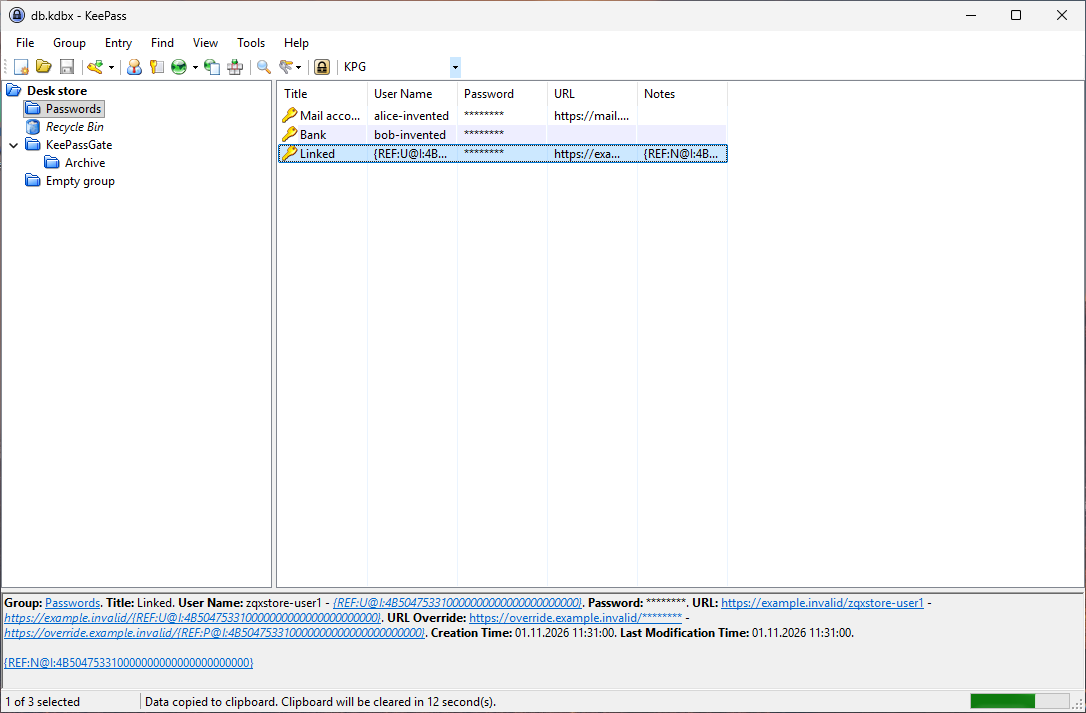 db.kdbx - KeePass
File Group Entry Find View Tools Help
KPG
Desk store
Passwords
Recycle Bin
KeePassGate
Archive
Empty group
Title User Name Password URL Notes
Mail acco... alice-invented ******** https://mail....
Bank bob-invented ********
Linked {REF:U@I:4B... ******** https://exa... {REF:N@I:4B...
Group: Passwords. Title: Linked. User Name: zqxstore-user1 - {REF:U@I:4B504753310000000000000000000000}. Password: ********. URL: https://example.invalid/zqxstore-user1 -
https://example.invalid/{REF:U@I:4B504753310000000000000000000000}. URL Override: https://override.example.invalid/******** -
https://override.example.invalid/{REF:P@I:4B504753310000000000000000000000}. Creation Time: 01.11.2026 11:31:00. Last Modification Time: 01.11.2026 11:31:00.
{REF:N@I:4B504753310000000000000000000000}
1 of 3 selected
Data copied to clipboard. Clipboard will be cleared in 12 second(s).